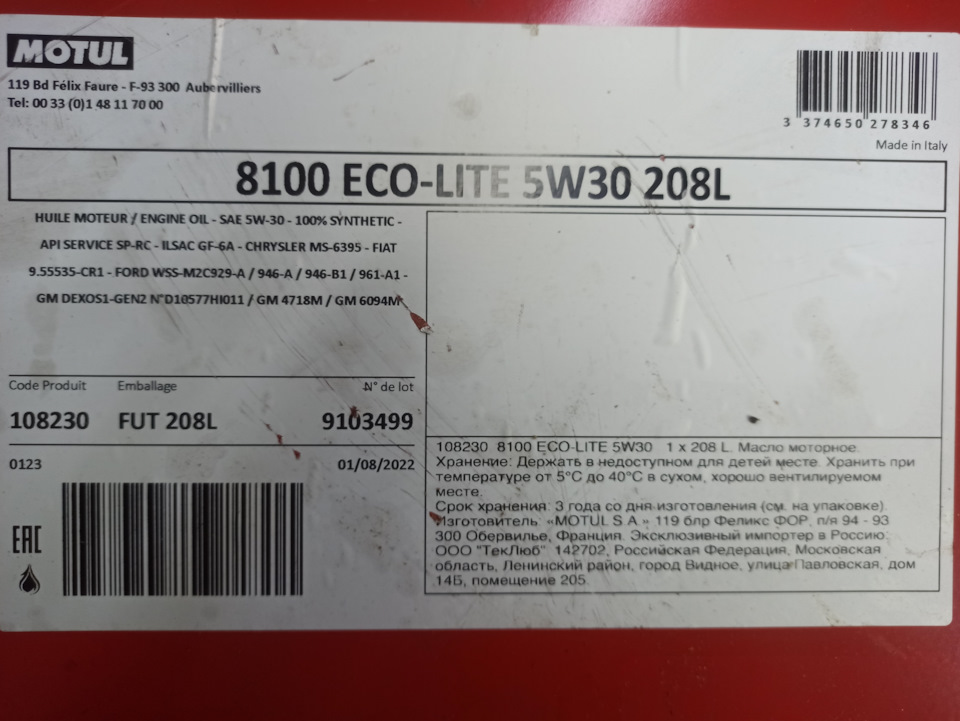 MOTUL
119 Bd Félix Faure - F-93 300 Aubervilliers
Tel: 00 33 (0)1 48 11 70 00
3 374650 278346
Made in Italy
8100 ECO-LITE 5W30 208L
HUILE MOTEUR / ENGINE OIL - SAE 5W-30 - 100% SYNTHETIC -
API SERVICE SP-RC - ILSAC GF-6A - CHRYSLER MS-6395 - FIAT
9.55535-CR1 - FORD WSS-M2C929-A / 946-A / 946-B1 / 961-A1 -
GM DEXOS1-GEN2 N°D10577HI011 / GM 4718M / GM 6094M
Code Produit Emballage N° de lot
108230 FUT 208L 9103499
0123 01/08/2022
EAC
108230 8100 ECO-LITE 5W30 1 x 208 L. Масло моторное.
Хранение: Держать в недоступном для детей месте. Хранить при
температуре от 5°C до 40°C в сухом, хорошо вентилируемом
месте.
Срок хранения: 3 года со дня изготовления (см. на упаковке).
Изготовитель: «MOTUL S.A.» 119 блр Феликс ФОР, п/я 94 - 93
300 Обервилье, Франция. Эксклюзивный импортер в Россию:
ООО "ТекЛюб" 142702, Российская Федерация, Московская
область, Ленинский район, город Видное, улица Павловская, дом
14Б, помещение 205.